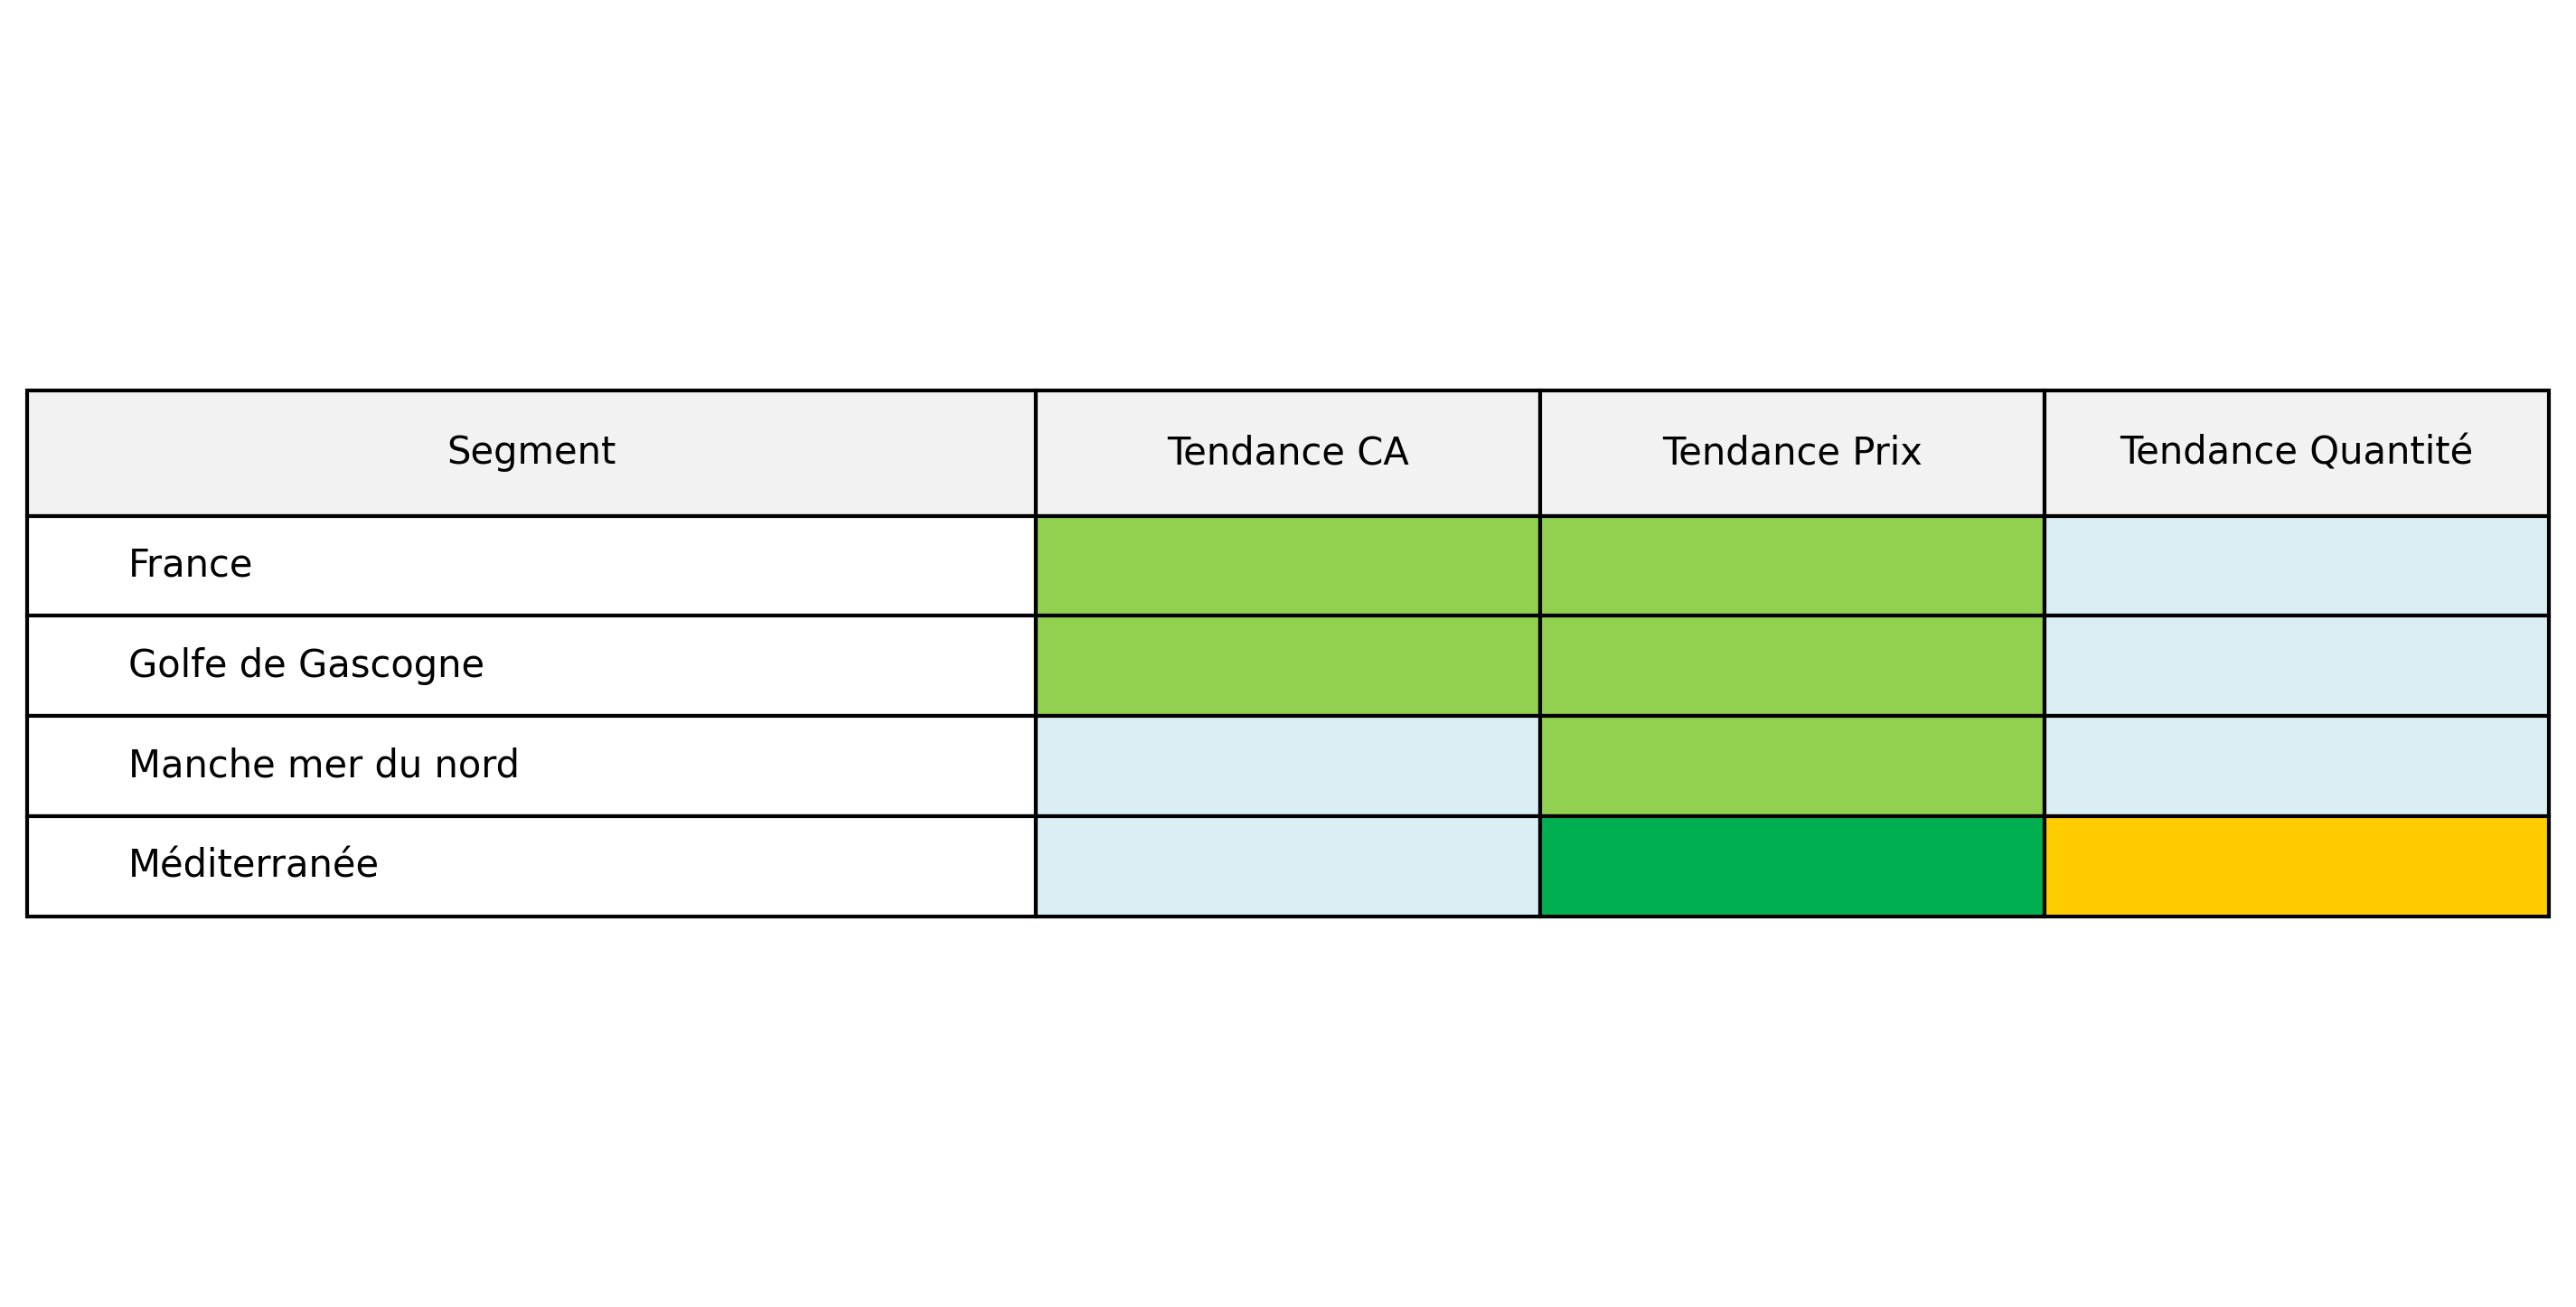 Segment Tendance CA Tendance Prix Tendance Quantité
France
Golfe de Gascogne
Manche mer du nord
Méditerranée